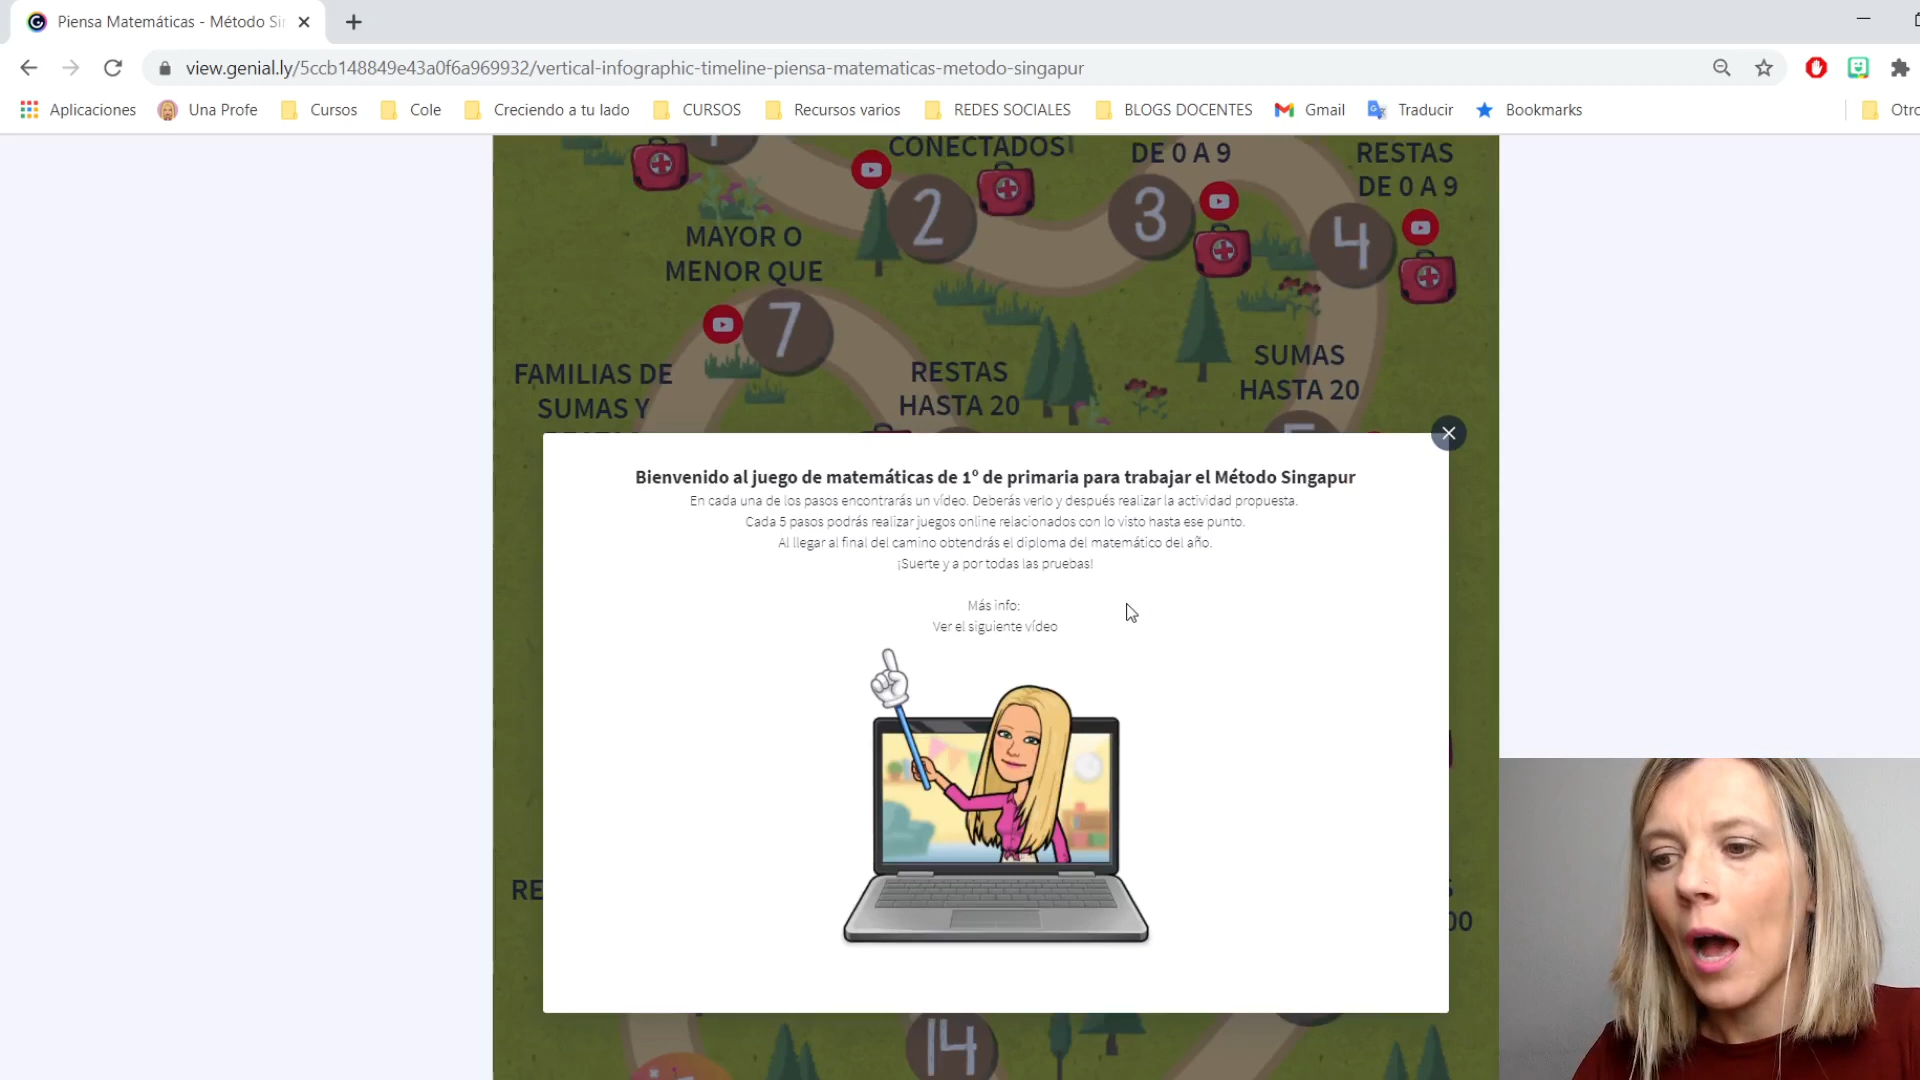 Piensa Matemáticas - Método Si
view.genial.ly/5ccb148849e43a0f6a969932/vertical-infographic-timeline-piensa-matematicas-metodo-singapur
Aplicaciones Una Profe Cursos Cole Creciendo a tu lado CURSOS Recursos varios REDES SOCIALES BLOGS DOCENTES Gmail Traducir Bookmarks Otro
CONECTADOS
DE 0 A 9
RESTAS
DE 0 A 9
2
3
4
MAYOR O
MENOR QUE
7
FAMILIAS DE
SUMAS Y
RESTAS
HASTA 20
SUMAS
HASTA 20
Bienvenido al juego de matemáticas de 1º de primaria para trabajar el Método Singapur
En cada una de los pasos encontrarás un vídeo. Deberás verlo y después realizar la actividad propuesta.
Cada 5 pasos podrás realizar juegos online relacionados con lo visto hasta ese punto.
Al llegar al final del camino obtendrás el diploma del matemático del año.
¡Suerte y a por todas las pruebas!
Más info:
Ver el siguiente vídeo
RE
00
14